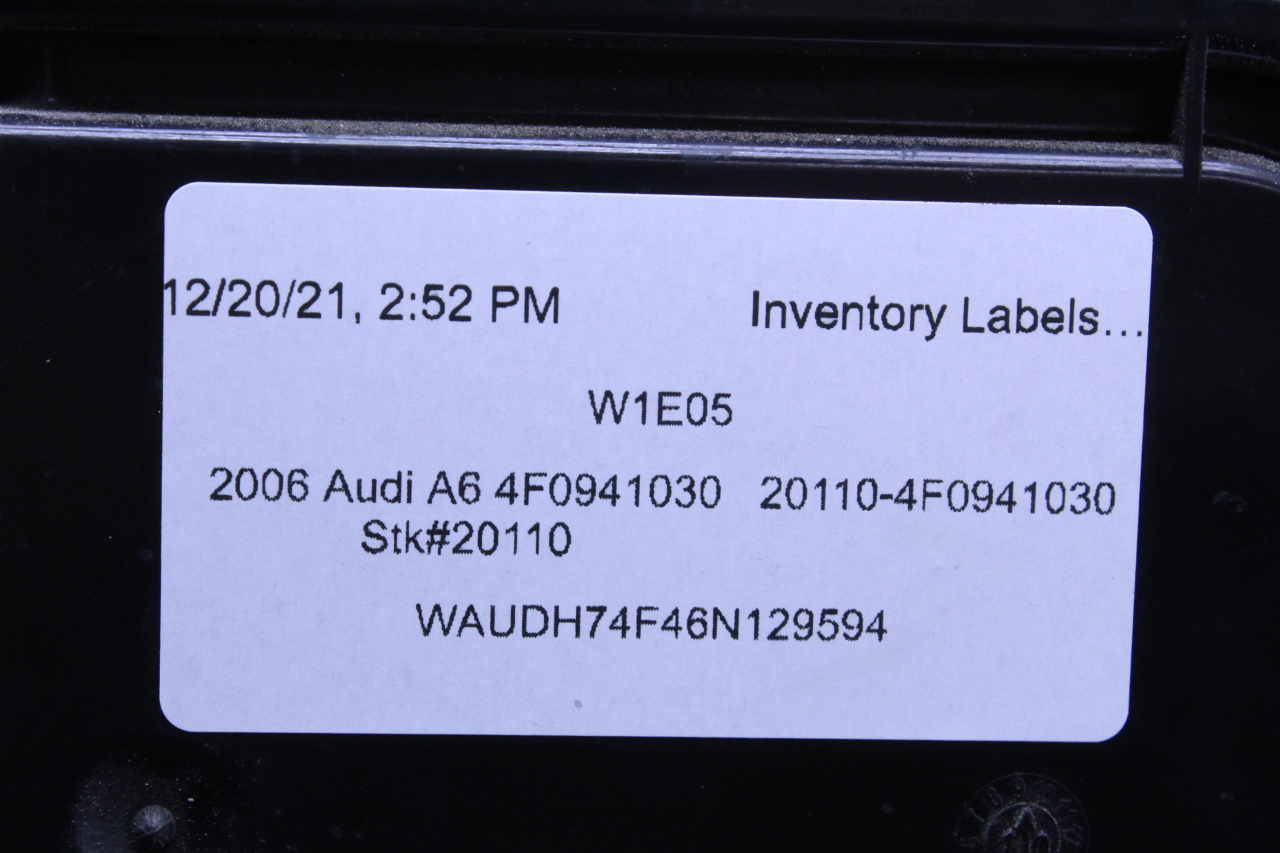 12/20/21, 2:52 PM Inventory Labels...
W1E05
2006 Audi A6 4F0941030 20110-4F0941030
Stk#20110
WAUDH74F46N129594